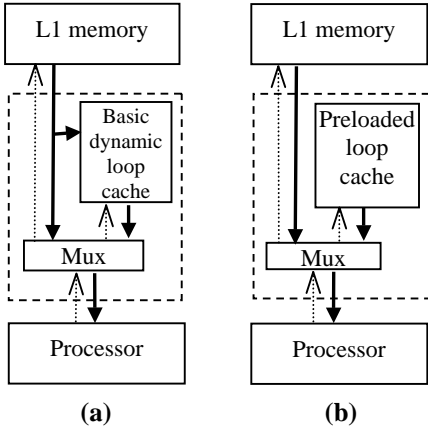 L1 memory
Basic
dynamic
loop
cache
Mux
Processor
(a)
L1 memory
Preloaded
loop
cache
Mux
Processor
(b)